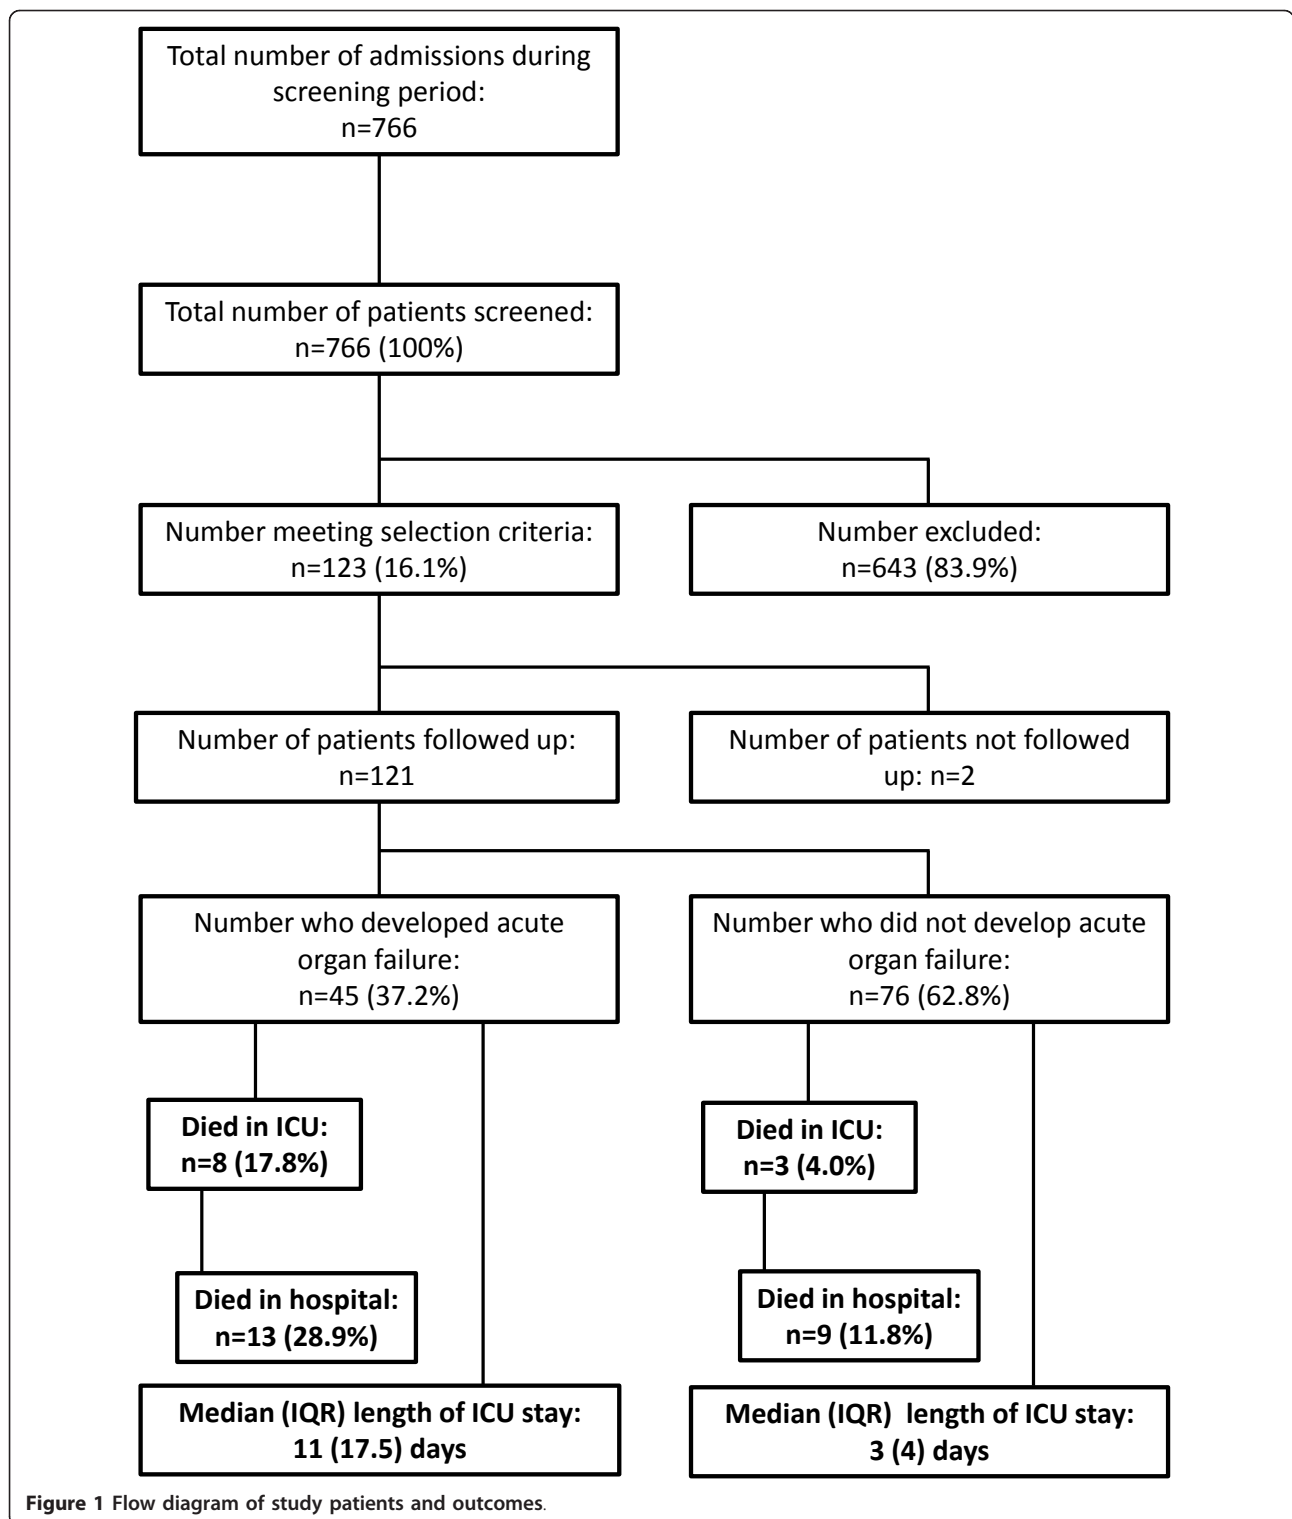 Total number of admissions during
screening period:
n=766
Total number of patients screened:
n=766 (100%)
Number meeting selection criteria:
n=123 (16.1%)
Number excluded:
n=643 (83.9%)
Number of patients followed up:
n=121
Number of patients not followed
up: n=2
Number who developed acute
organ failure:
n=45 (37.2%)
Number who did not develop acute
organ failure:
n=76 (62.8%)
Died in ICU:
n=8 (17.8%)
Died in ICU:
n=3 (4.0%)
Died in hospital:
n=13 (28.9%)
Died in hospital:
n=9 (11.8%)
Median (IQR) length of ICU stay:
11 (17.5) days
Median (IQR)  length of ICU stay:
3 (4) days
Figure 1 Flow diagram of study patients and outcomes.